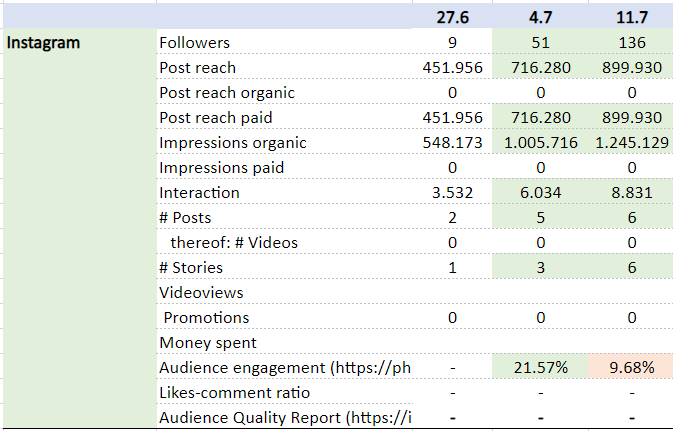 27.6 4.7 11.7
Instagram Followers 9 51 136
Post reach 451.956 716.280 899.930
Post reach organic 0 0 0
Post reach paid 451.956 716.280 899.930
Impressions organic 548.173 1.005.716 1.245.129
Impressions paid 0 0 0
Interaction 3.532 6.034 8.831
# Posts 2 5 6
thereof: # Videos 0 0 0
# Stories 1 3 6
Videoviews
Promotions 0 0 0
Money spent
Audience engagement (https://ph - 21.57% 9.68%
Likes-comment ratio - - -
Audience Quality Report (https://i - - -